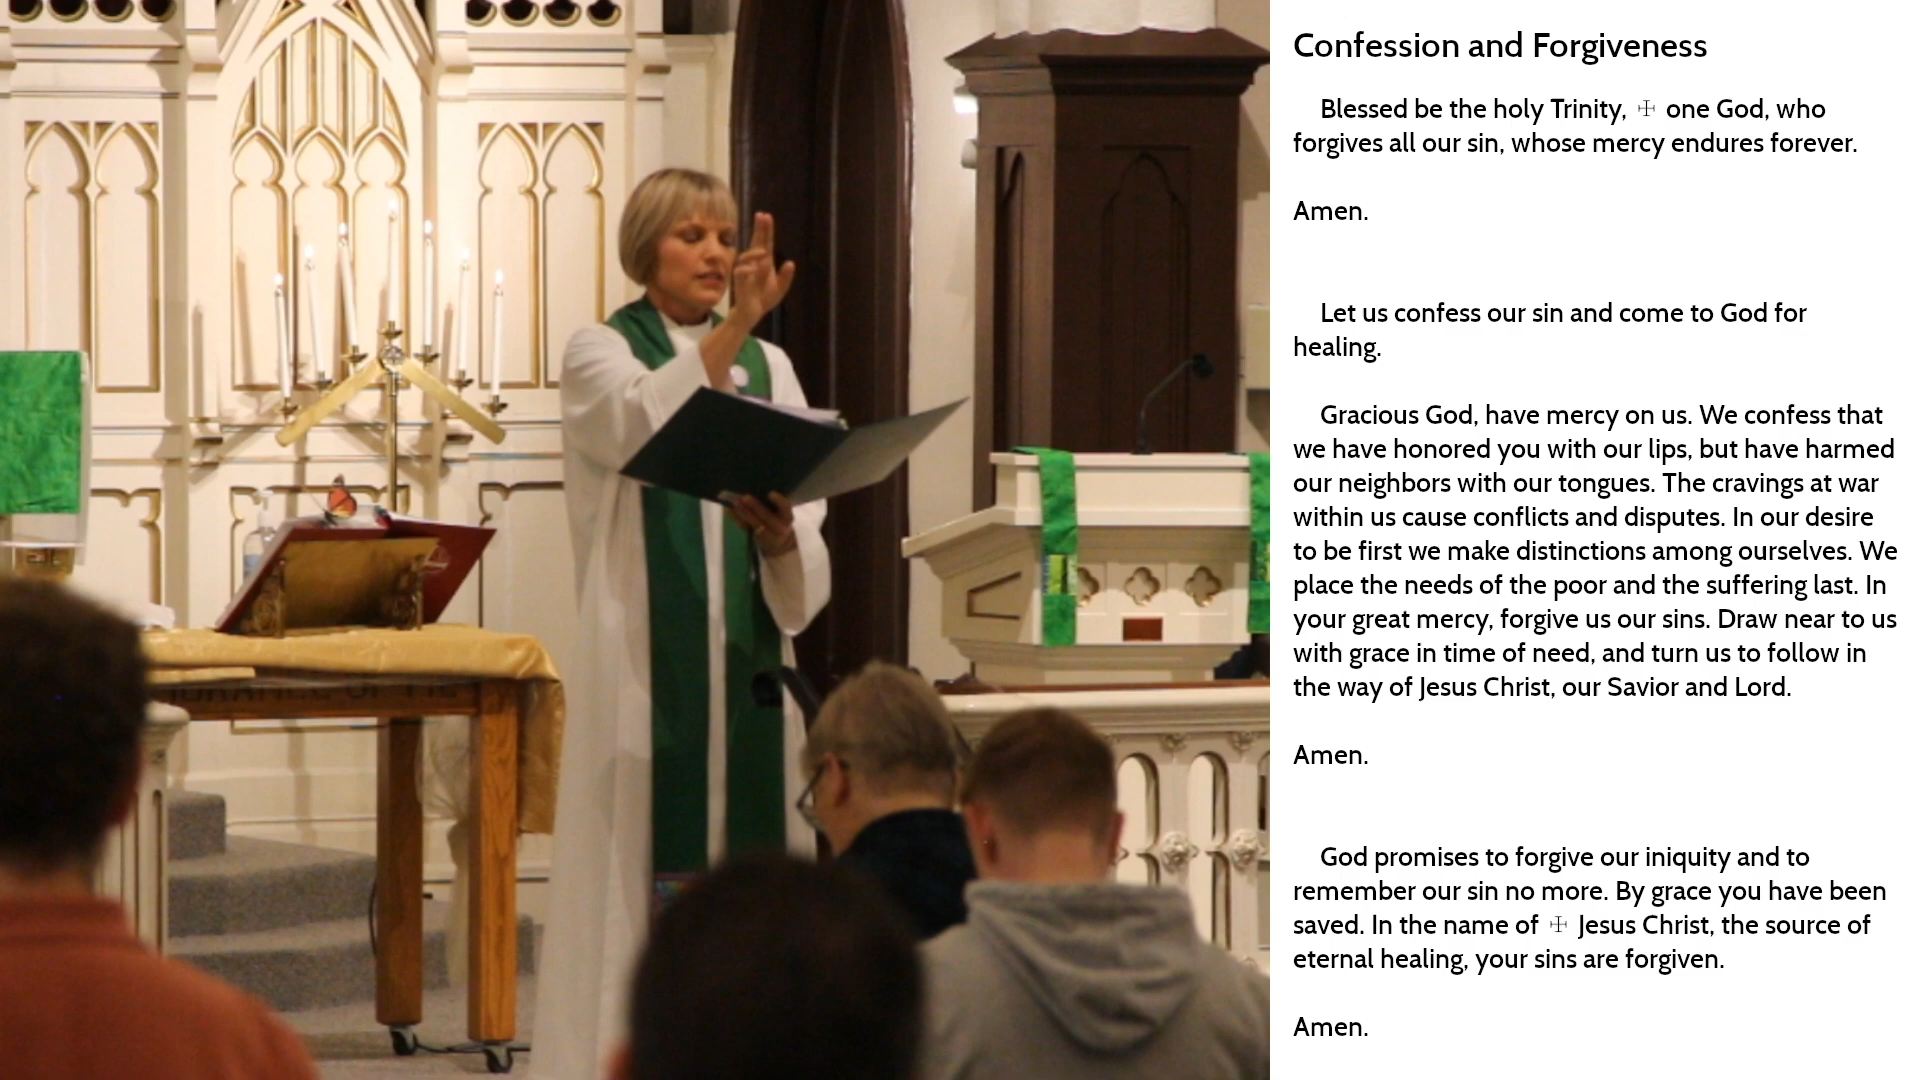 Confession and Forgiveness
Blessed be the holy Trinity, ☩ one God, who
forgives all our sin, whose mercy endures forever.
Amen.
Let us confess our sin and come to God for
healing.
Gracious God, have mercy on us. We confess that
we have honored you with our lips, but have harmed
our neighbors with our tongues. The cravings at war
within us cause conflicts and disputes. In our desire
to be first we make distinctions among ourselves. We
place the needs of the poor and the suffering last. In
your great mercy, forgive us our sins. Draw near to us
with grace in time of need, and turn us to follow in
the way of Jesus Christ, our Savior and Lord.
Amen.
God promises to forgive our iniquity and to
remember our sin no more. By grace you have been
saved. In the name of ☩ Jesus Christ, the source of
eternal healing, your sins are forgiven.
Amen.